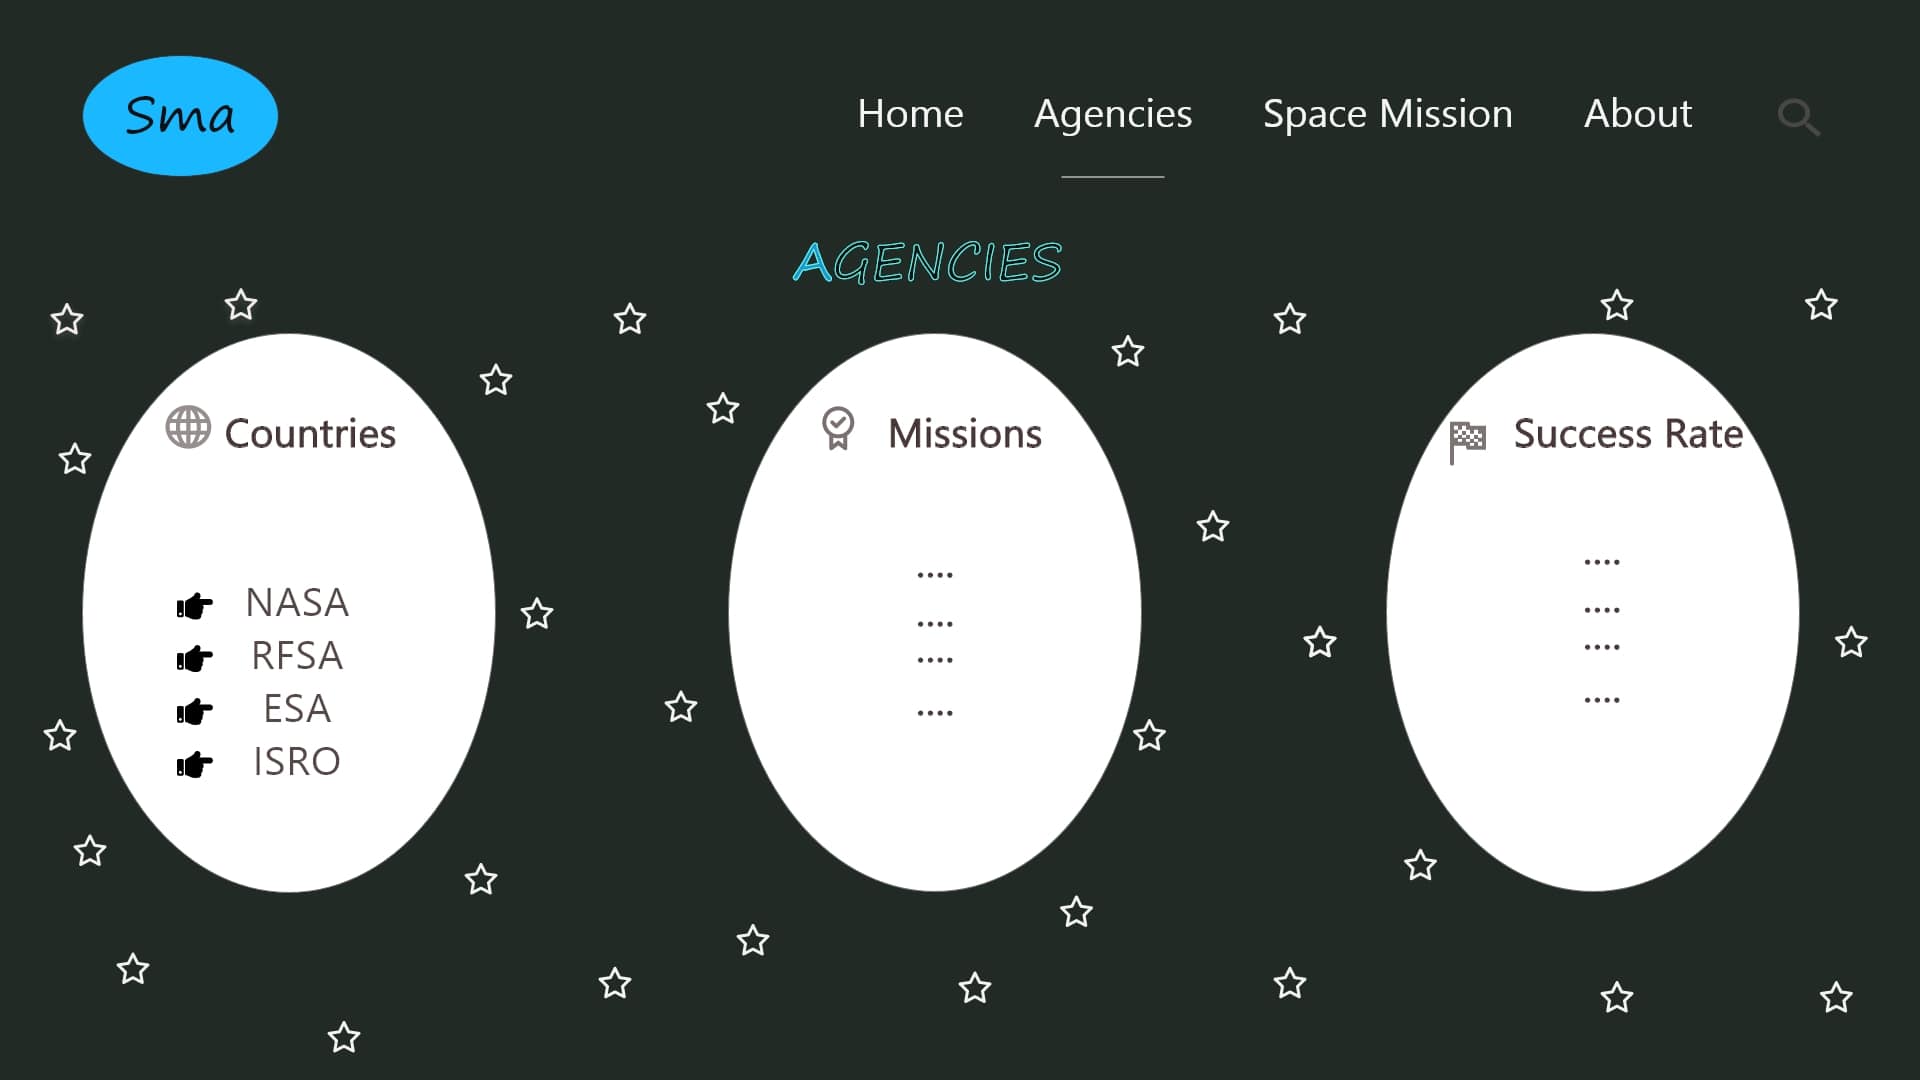 Sma
Home Agencies Space Mission About
AGENCIES
Countries
NASA
RFSA
ESA
ISRO
Missions
....
....
....
....
Success Rate
....
....
....
....